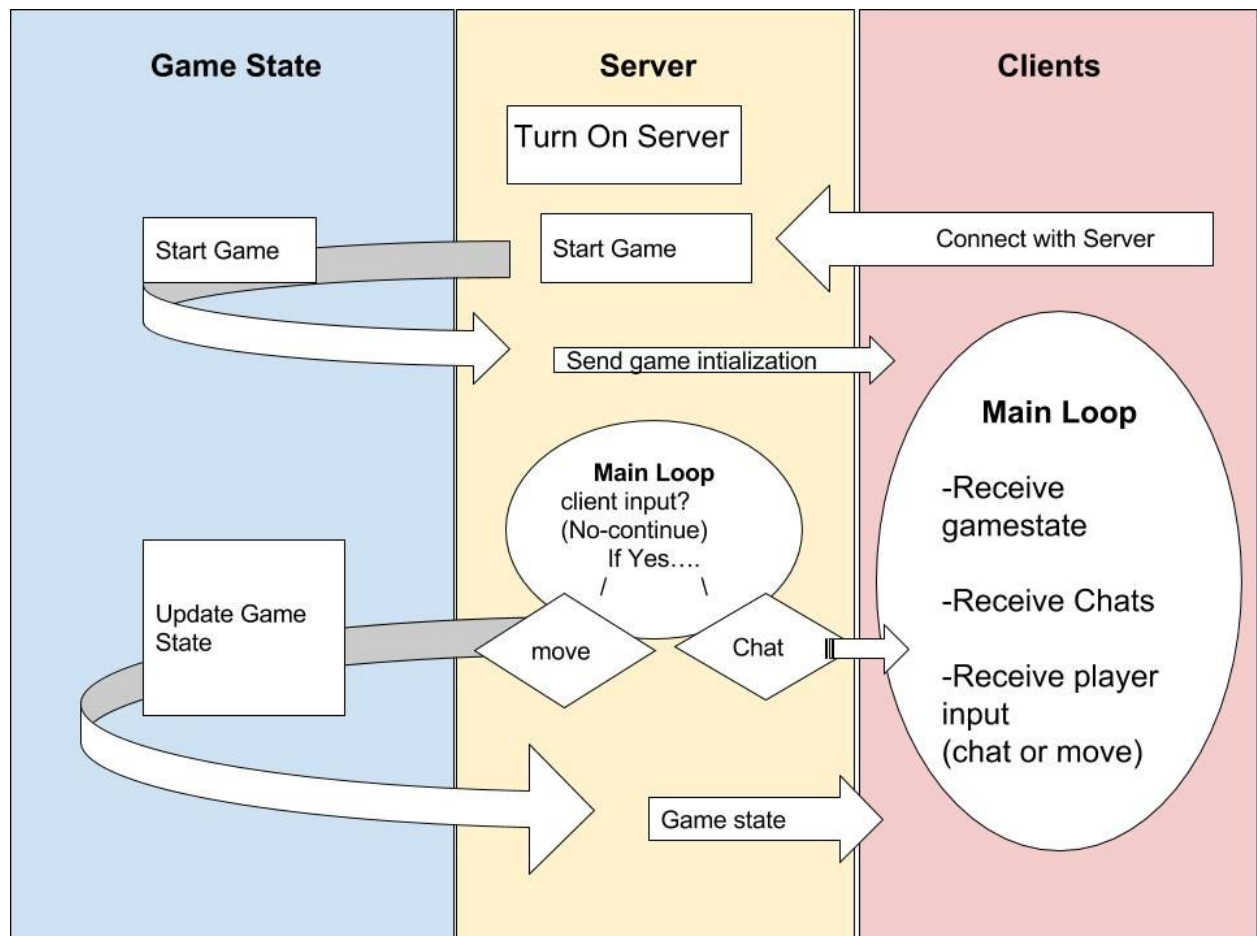 Game State
Server
Clients
Turn On Server
Start Game
Start Game
Connect with Server
Send game intialization
Main Loop
client input?
(No-continue)
If Yes....
\
/
move
Chat
Update Game
State
Main Loop
-Receive
gamestate
-Receive Chats
-Receive player
input
(chat or move)
Game state